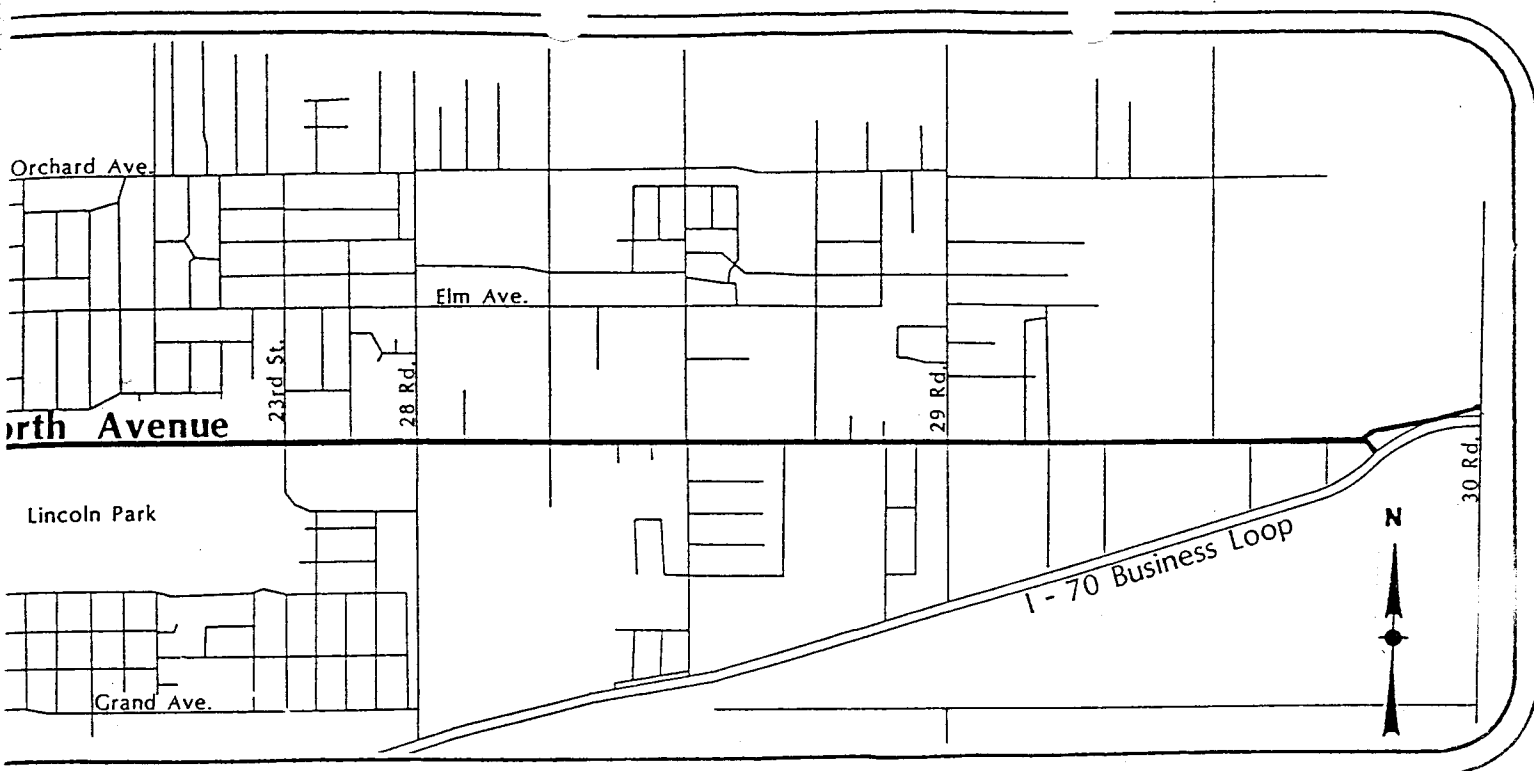 Orchard Ave.
Elm Ave.
23rd St.
28 Rd.
29 Rd.
orth Avenue
30 Rd.
Lincoln Park
N
I - 70 Business Loop
Grand Ave.